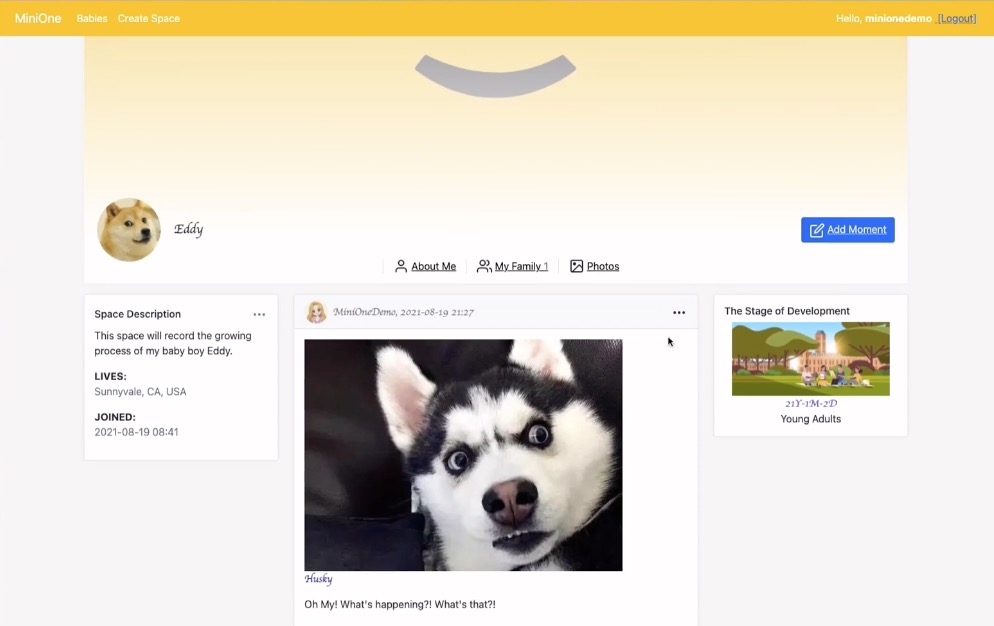 MiniOne Babies Create Space Hello, minionedemo [Logout]
Eddy
Add Moment
About Me My Family 1 Photos
Space Description
This space will record the growing
process of my baby boy Eddy.
LIVES:
Sunnyvale, CA, USA
JOINED:
2021-08-19 08:41
MiniOneDemo, 2021-08-19 21:27
Husky
Oh My! What's happening?! What's that?!
The Stage of Development
21Y-1M-2D
Young Adults